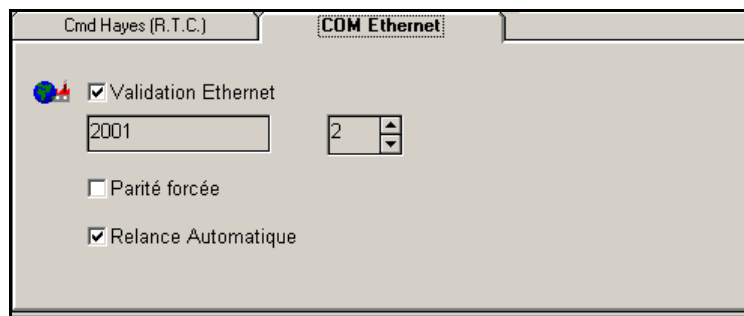 Cmd Hayes (R.T.C.) COM Ethernet
Validation Ethernet
2001 2
Parité forcée
Relance Automatique